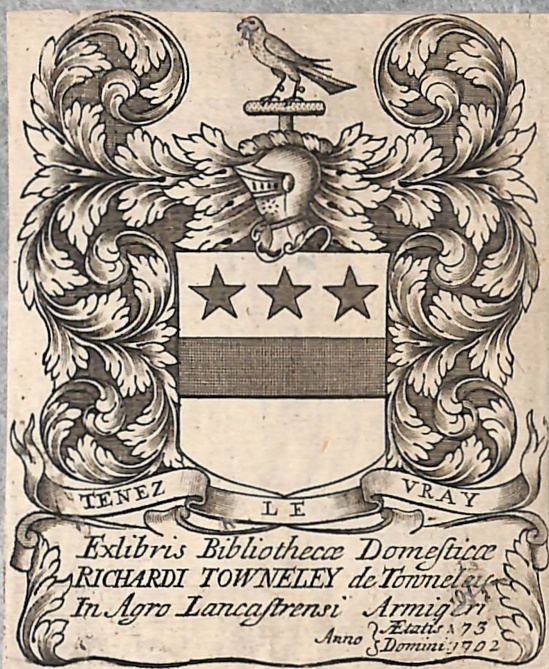 TENEZ LE VRAY
Exlibris Bibliothecæ Domeſticæ
RICHARDI TOWNELEY de Towneley
In Agro Lancaſtrensi Armigeri
Anno } Ætatis: 73
Domini: 1702